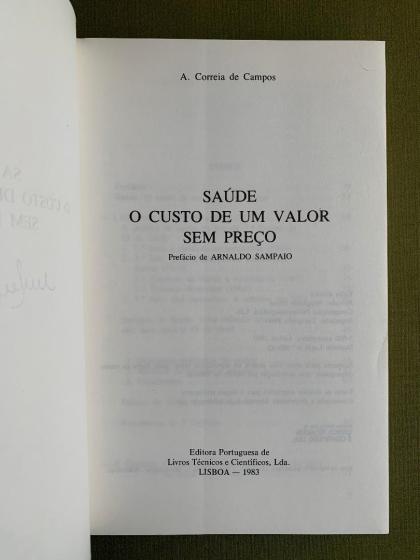 A. Correia de Campos
SAÚDE
O CUSTO DE UM VALOR
SEM PREÇO
Prefácio de ARNALDO SAMPAIO
Editora Portuguesa de
Livros Técnicos e Científicos, Lda.
LISBOA — 1983